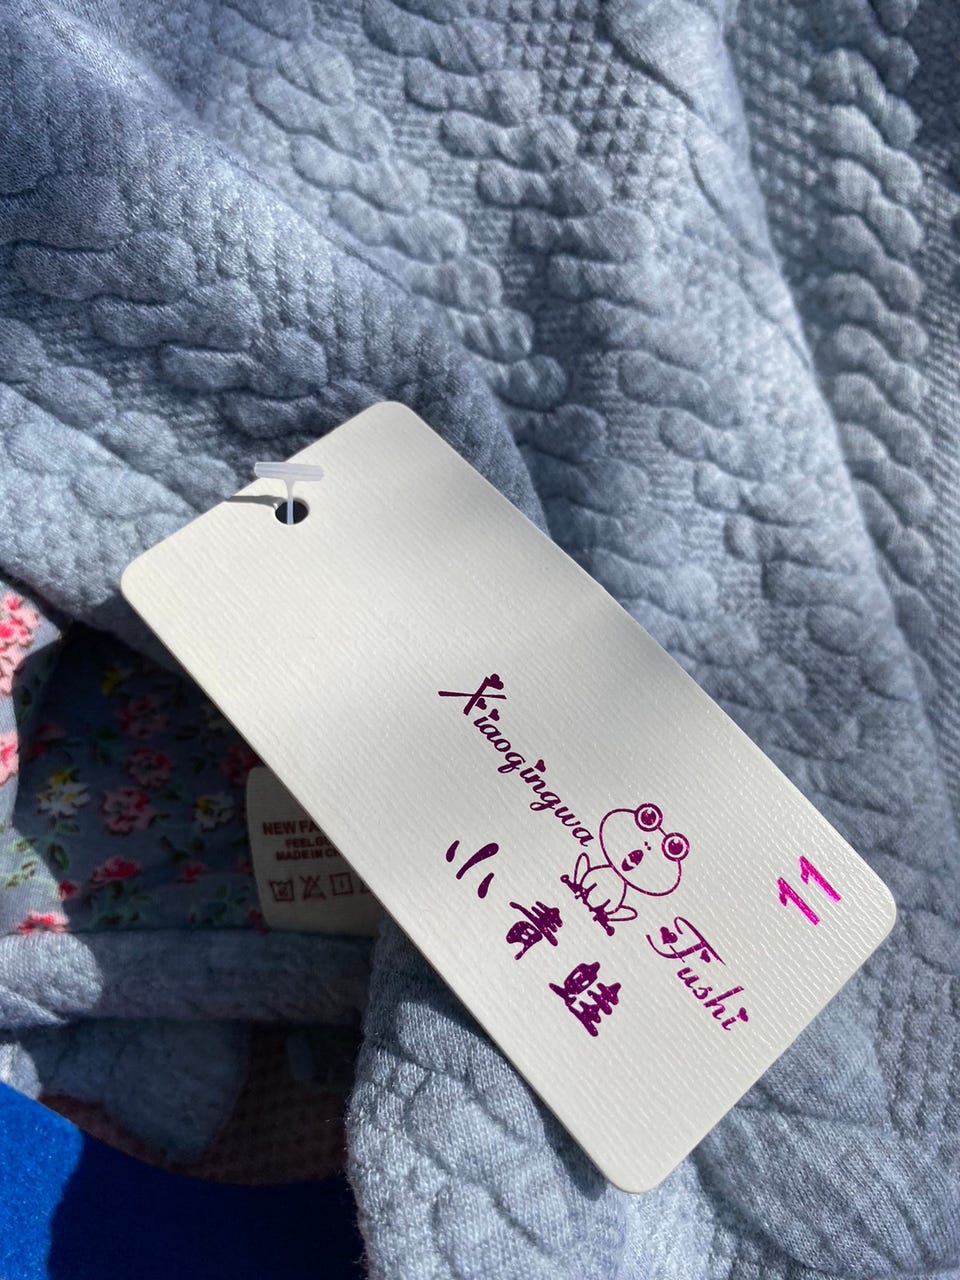 Xiaoqingwa
小青蛙
Fushi
11
NEW FA
FEEL
MADE IN